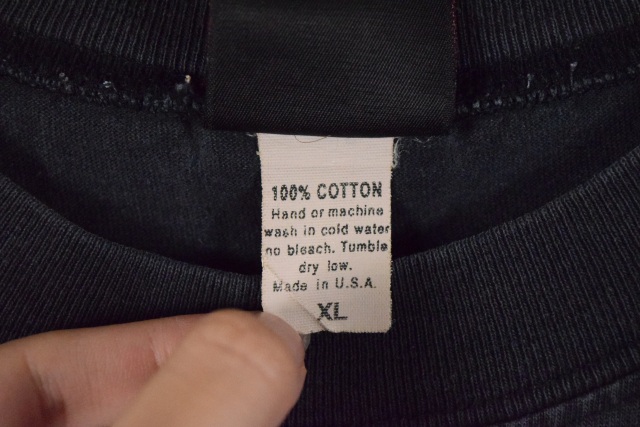 100% COTTON
Hand or machine
wash in cold water
no bleach. Tumble
dry low.
Made in U.S.A.
XL